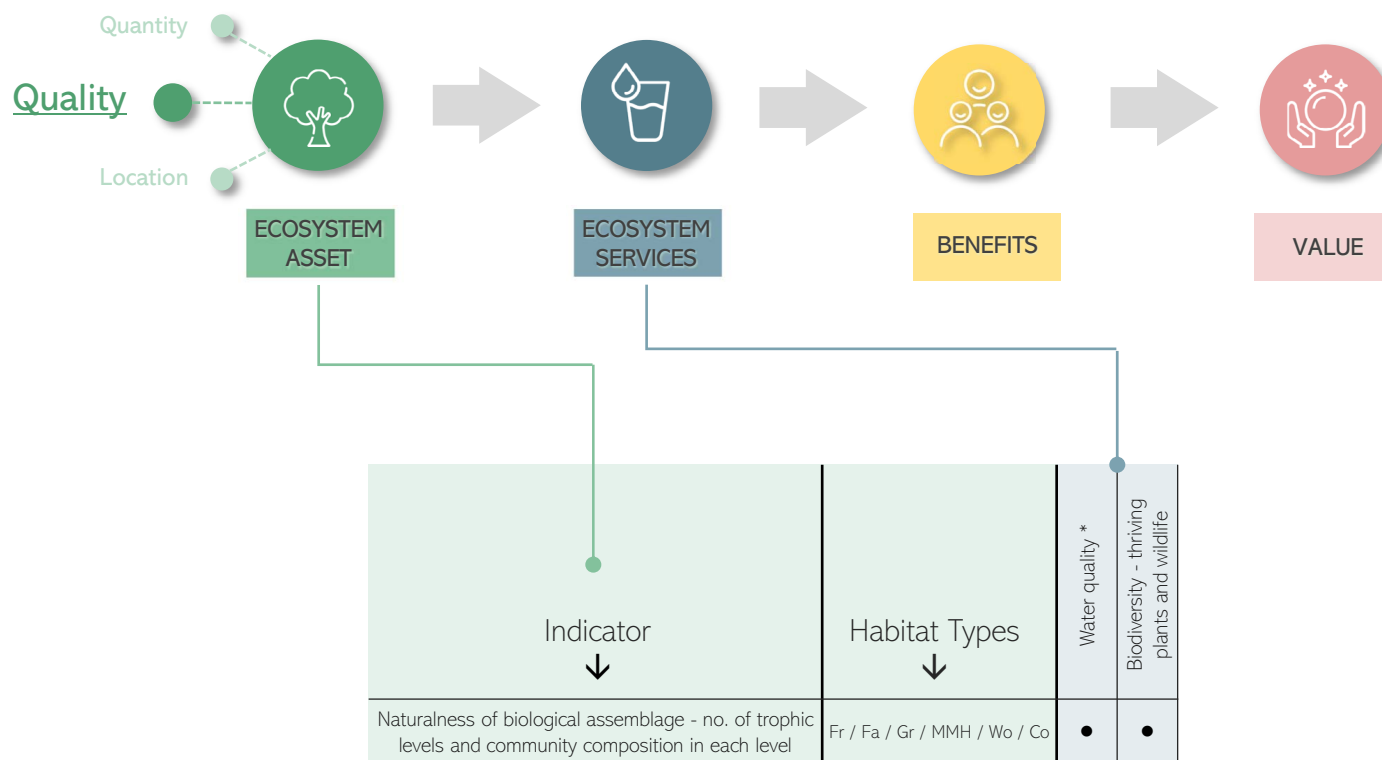 Quantity
Quality
Location
ECOSYSTEM
ASSET
ECOSYSTEM
SERVICES
BENEFITS
VALUE
Indicator
↓
Habitat Types
↓
Water quality *
Biodiversity - thriving
plants and wildlife
Naturalness of biological assemblage - no. of trophic
levels and community composition in each level
Fr / Fa / Gr / MMH / Wo / Co
●
●